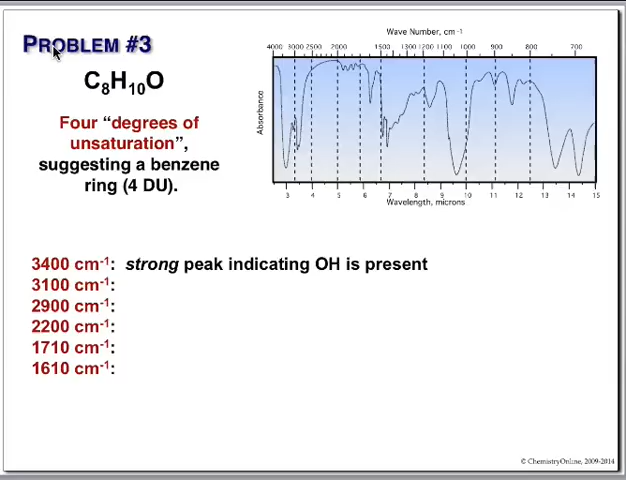 PROBLEM #3
C₈H₁₀O
Four “degrees of
unsaturation”,
suggesting a benzene
ring (4 DU).
Wave Number, cm⁻¹
4000 3000 2500 2000 1500 1300 1200 1100 1000 900 800 700
Absorbance
3 4 5 6 7 8 9 10 11 12 13 14 15
Wavelength, microns
3400 cm⁻¹: strong peak indicating OH is present
3100 cm⁻¹:
2900 cm⁻¹:
2200 cm⁻¹:
1710 cm⁻¹:
1610 cm⁻¹:
© ChemistryOnline, 2009-2014